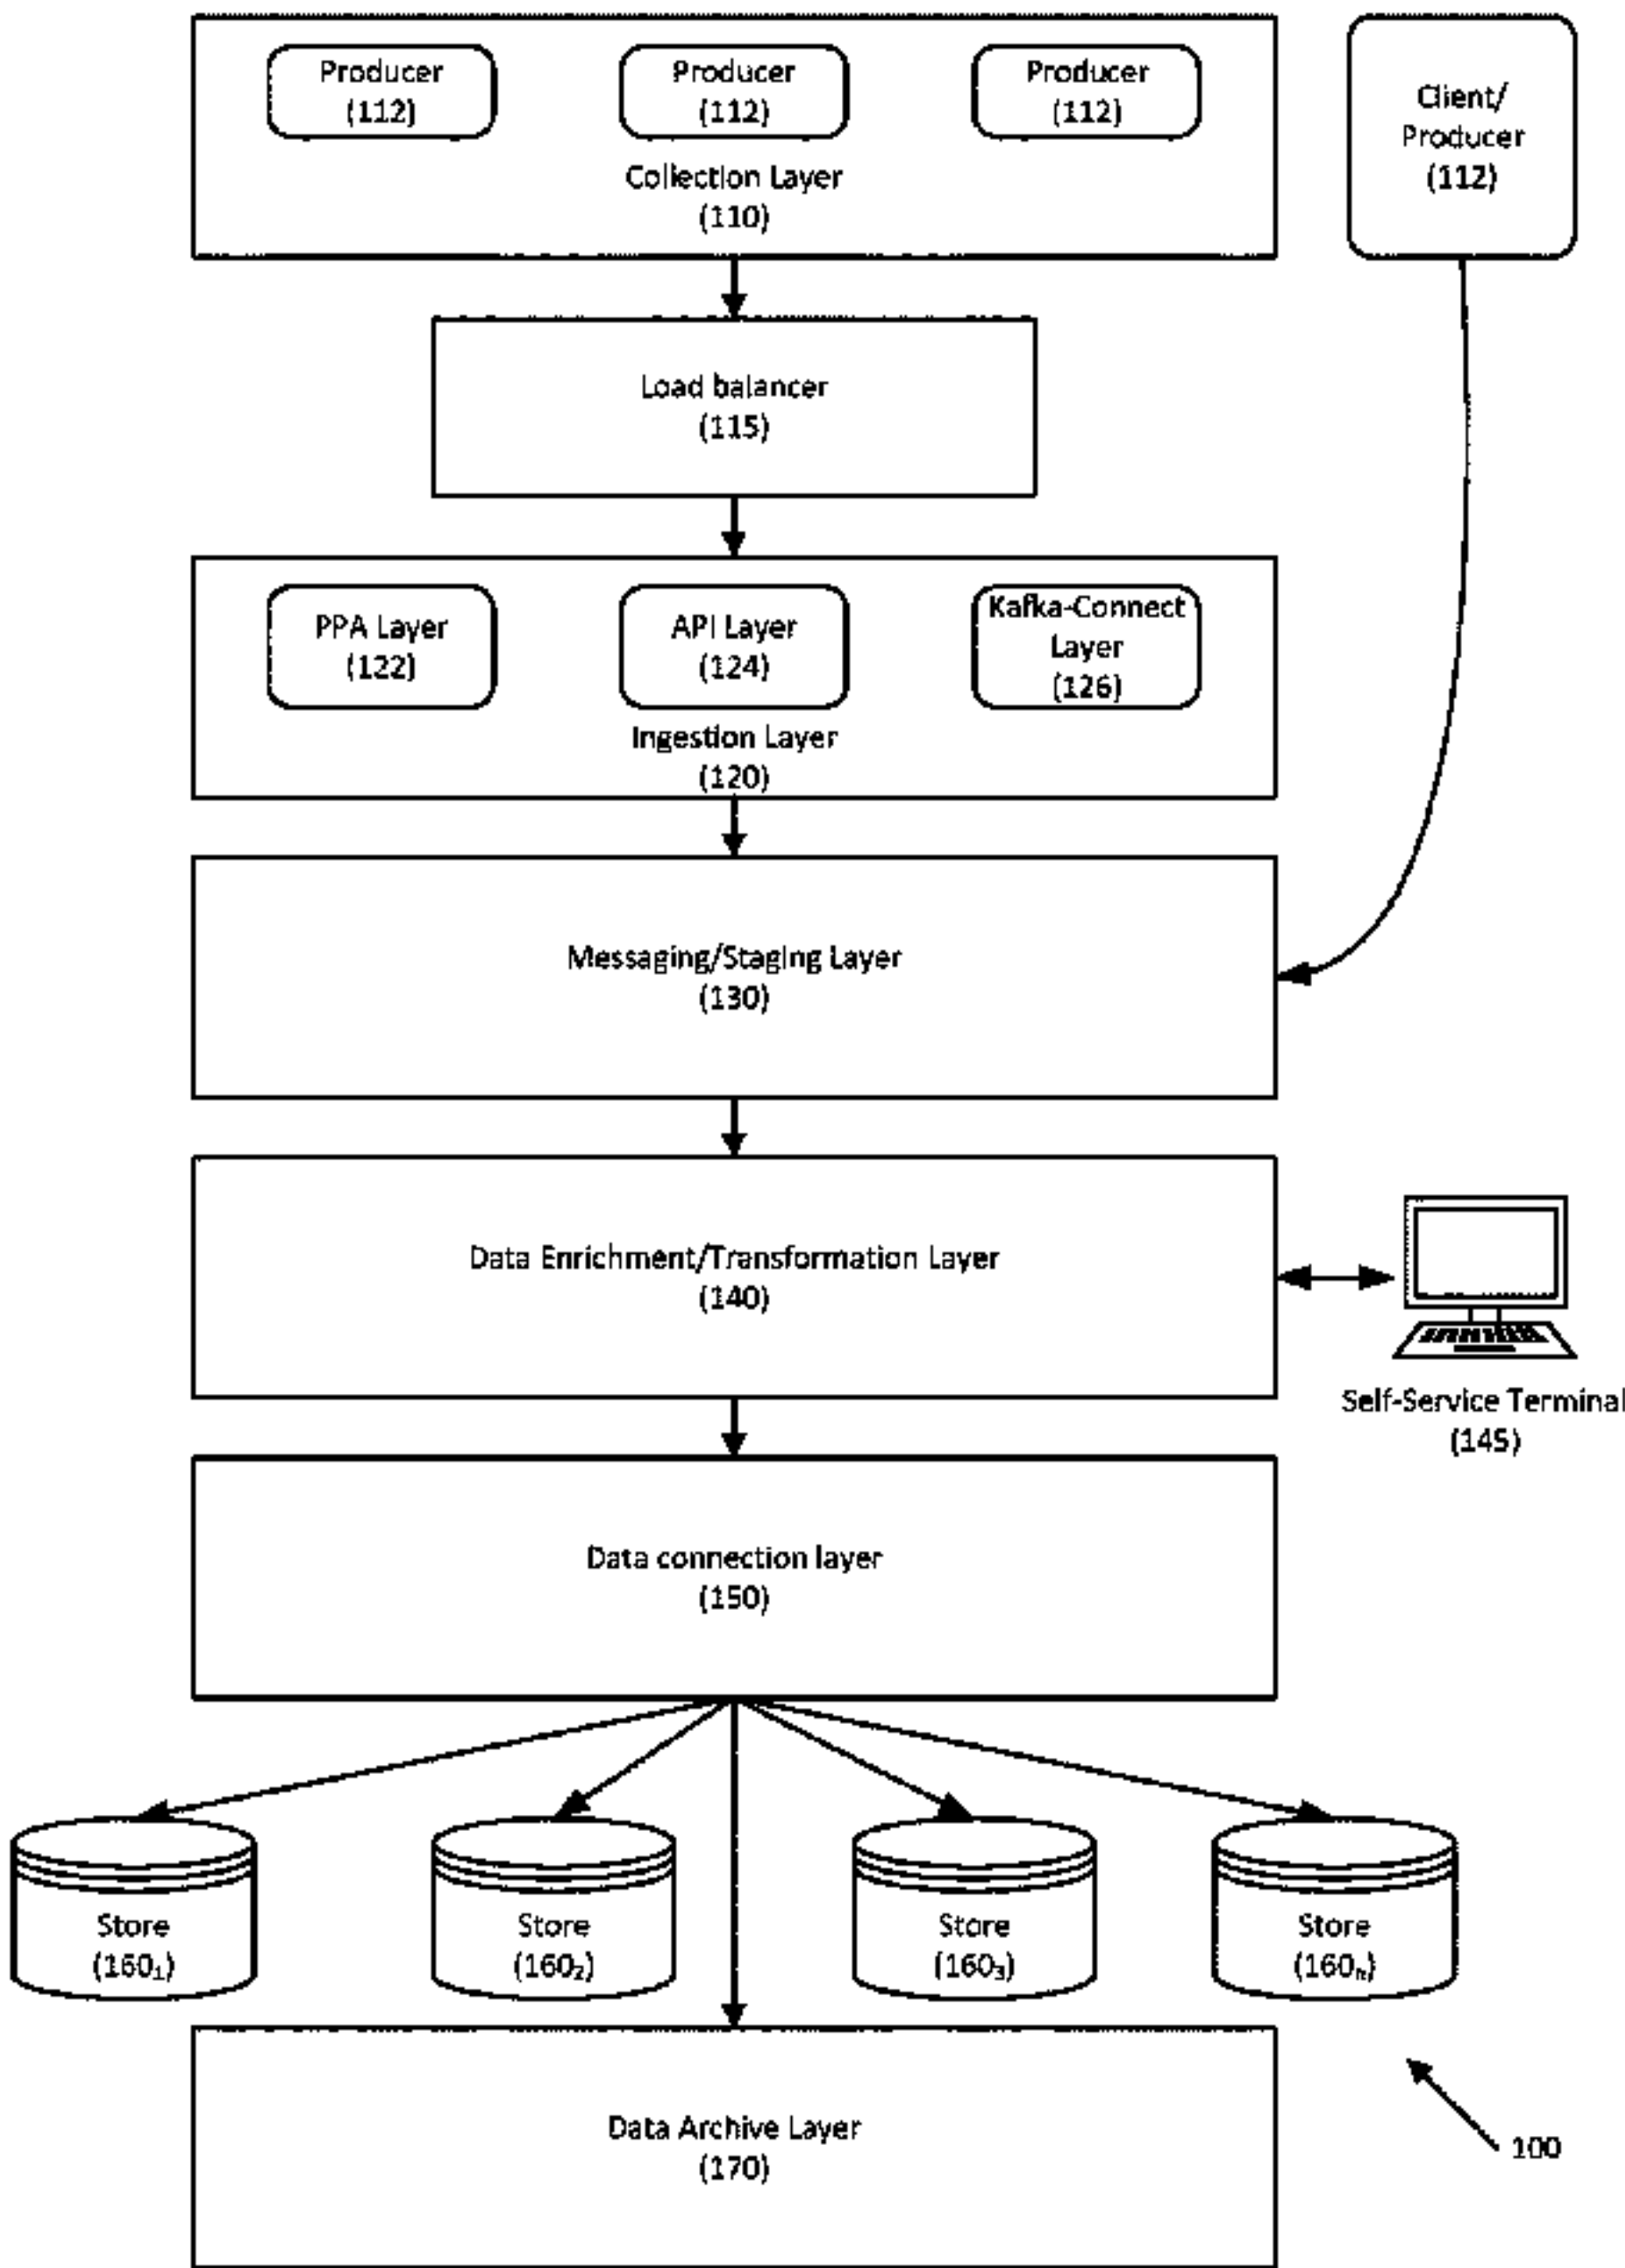 Producer
(112)
Producer
(112)
Producer
(112)
Collection Layer
(110)
Client/
Producer
(112)
Load balancer
(115)
PPA Layer
(122)
API Layer
(124)
Kafka-Connect
Layer
(126)
Ingestion Layer
(120)
Messaging/Staging Layer
(130)
Data Enrichment/Transformation Layer
(140)
Self-Service Terminal
(145)
Data connection layer
(150)
Store
(160₁)
Store
(160₂)
Store
(160₃)
Store
(160ₙ)
Data Archive Layer
(170)
100